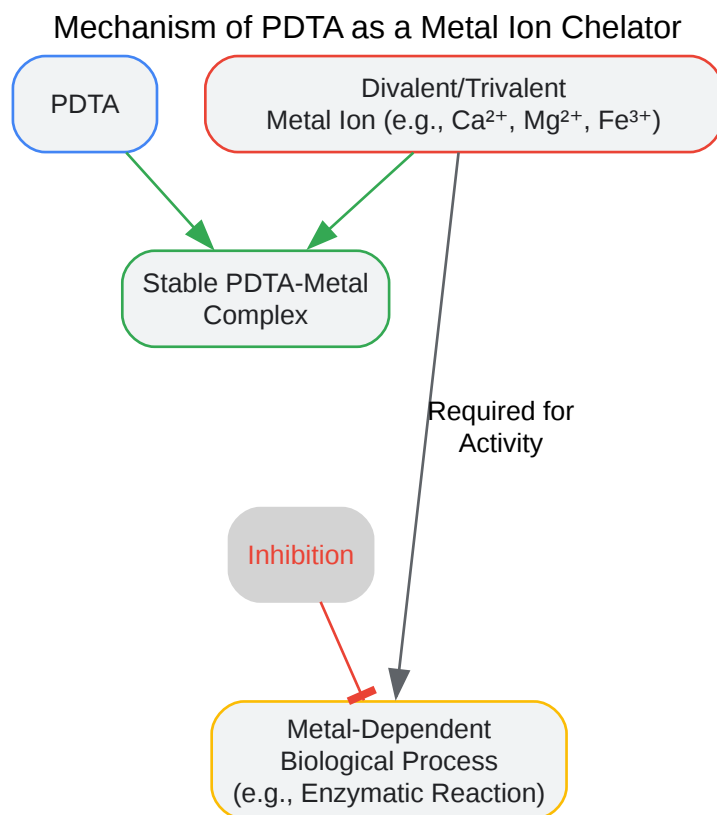 Mechanism of PDTA as a Metal Ion Chelator
PDTA
Divalent/Trivalent
Metal Ion (e.g., Ca²⁺, Mg²⁺, Fe³⁺)
Stable PDTA-Metal
Complex
Required for
Activity
Inhibition
Metal-Dependent
Biological Process
(e.g., Enzymatic Reaction)